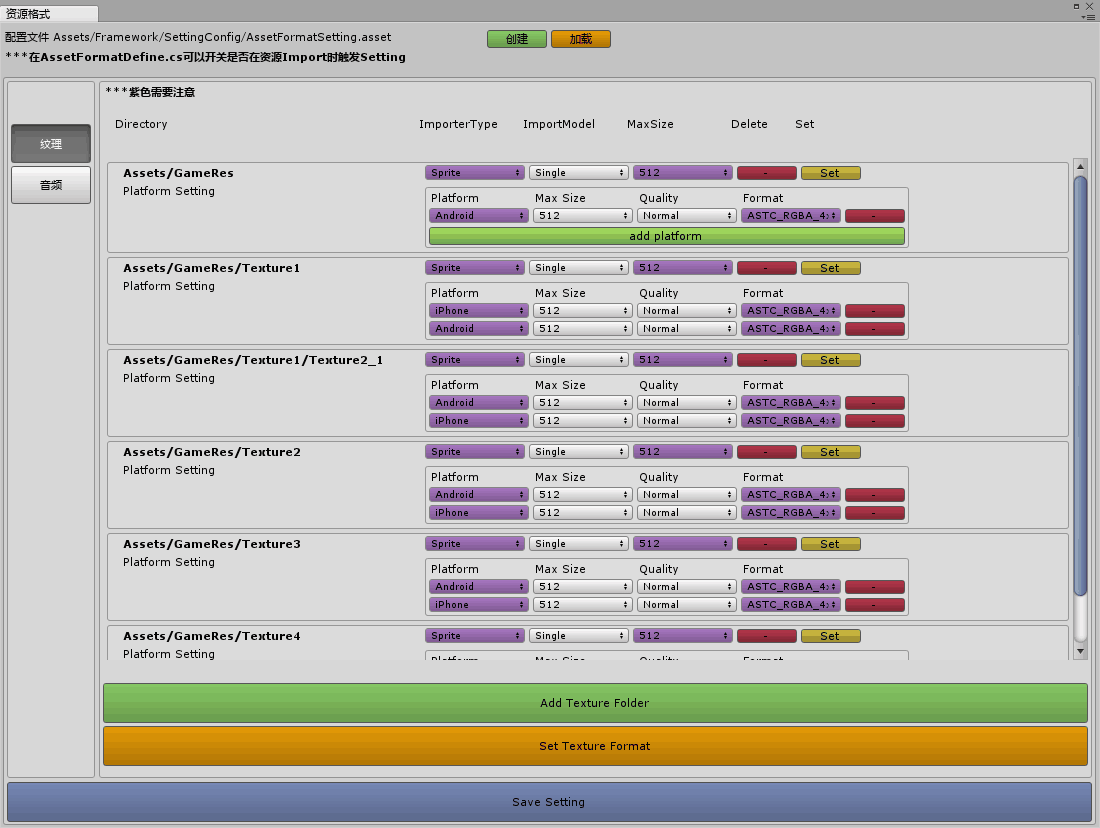 资源格式
配置文件 Assets/Framework/SettingConfig/AssetFormatSetting.asset 创建 加载
***在AssetFormatDefine.cs可以开关是否在资源Import时触发Setting
***紫色需要注意
纹理
音频
Directory ImporterType ImportModel MaxSize Delete Set
Assets/GameRes Sprite Single 512 - Set
Platform Setting
Platform Max Size Quality Format
Android 512 Normal ASTC_RGBA_4 -
add platform
Assets/GameRes/Texture1 Sprite Single 512 - Set
Platform Setting
Platform Max Size Quality Format
iPhone 512 Normal ASTC_RGBA_4 -
Android 512 Normal ASTC_RGBA_4 -
Assets/GameRes/Texture1/Texture2_1 Sprite Single 512 - Set
Platform Setting
Platform Max Size Quality Format
Android 512 Normal ASTC_RGBA_4 -
iPhone 512 Normal ASTC_RGBA_4 -
Assets/GameRes/Texture2 Sprite Single 512 - Set
Platform Setting
Platform Max Size Quality Format
Android 512 Normal ASTC_RGBA_4 -
iPhone 512 Normal ASTC_RGBA_4 -
Assets/GameRes/Texture3 Sprite Single 512 - Set
Platform Setting
Platform Max Size Quality Format
Android 512 Normal ASTC_RGBA_4 -
iPhone 512 Normal ASTC_RGBA_4 -
Assets/GameRes/Texture4 Sprite Single 512 - Set
Platform Setting
Platform Max Size Quality Format
Add Texture Folder
Set Texture Format
Save Setting